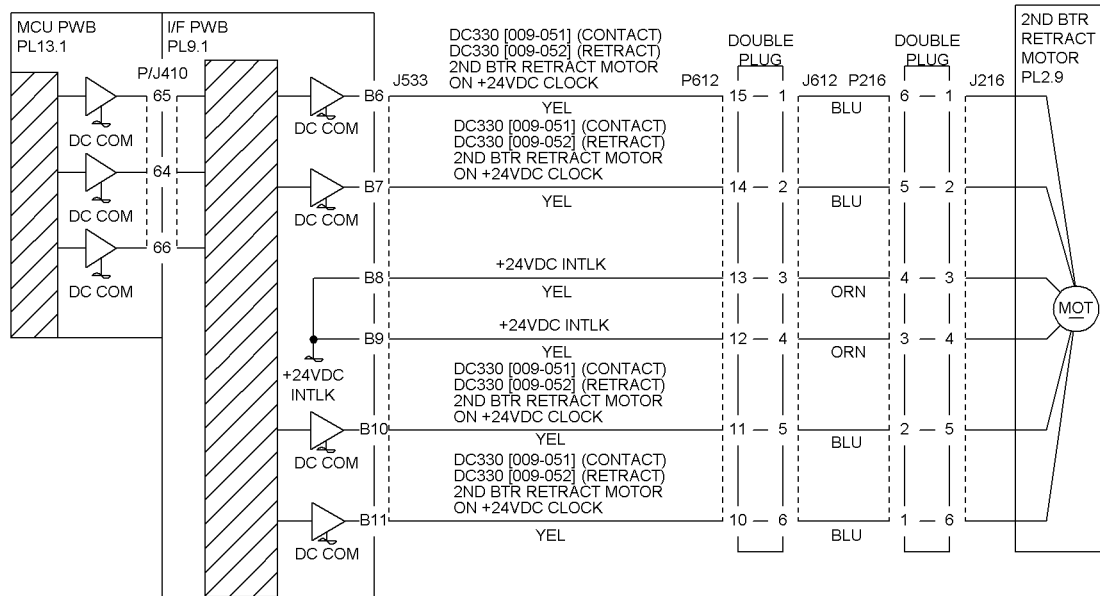 MCU PWB
PL13.1
I/F PWB
PL9.1
P/J410
65
DC COM
64
DC COM
66
DC COM
2ND BTR
RETRACT
MOTOR
PL2.9
DC330 [009-051] (CONTACT)
DC330 [009-052] (RETRACT)
2ND BTR RETRACT MOTOR
ON +24VDC CLOCK
DOUBLE
PLUG
DOUBLE
PLUG
J533
P612
J612
P216
J216
B6
YEL
15
1
BLU
6
1
DC COM
DC330 [009-051] (CONTACT)
DC330 [009-052] (RETRACT)
2ND BTR RETRACT MOTOR
ON +24VDC CLOCK
B7
YEL
14
2
BLU
5
2
DC COM
+24VDC INTLK
B8
YEL
13
3
ORN
4
3
+24VDC INTLK
B9
YEL
12
4
ORN
3
4
MOT
+24VDC
INTLK
DC330 [009-051] (CONTACT)
DC330 [009-052] (RETRACT)
2ND BTR RETRACT MOTOR
ON +24VDC CLOCK
B10
YEL
11
5
BLU
2
5
DC COM
DC330 [009-051] (CONTACT)
DC330 [009-052] (RETRACT)
2ND BTR RETRACT MOTOR
ON +24VDC CLOCK
B11
YEL
10
6
BLU
1
6
DC COM